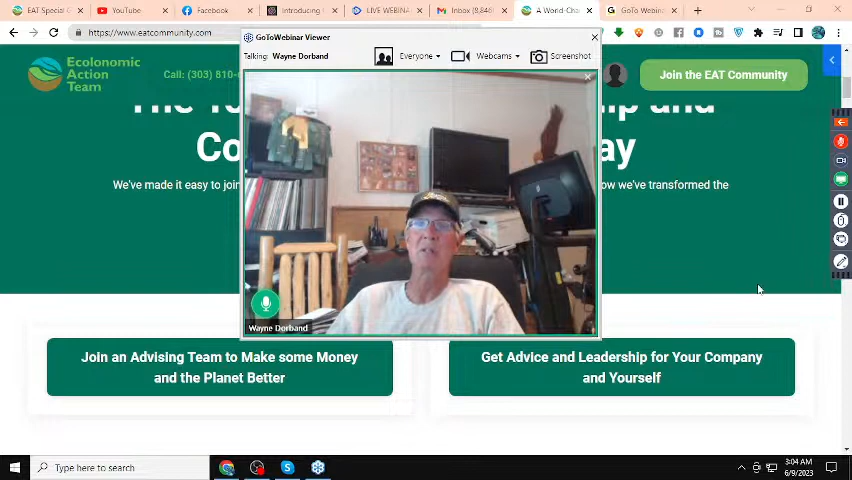 EAT Special G
YouTube
Facebook
Introducing
LIVE WEBINA
Inbox (8,846)
A World-Cha
GoTo Webina
https://www.eatcommunity.com
GoToWebinar Viewer
Talking: Wayne Dorband
Everyone
Webcams
Screenshot
Ecolonomic
Action
Team
Call: (303) 810-
Join the EAT Community
and
Co
ay
We've made it easy to join
ow we've transformed the
Wayne Dorband
Join an Advising Team to Make some Money
and the Planet Better
Get Advice and Leadership for Your Company
and Yourself
Type here to search
3:04 AM
6/9/2023